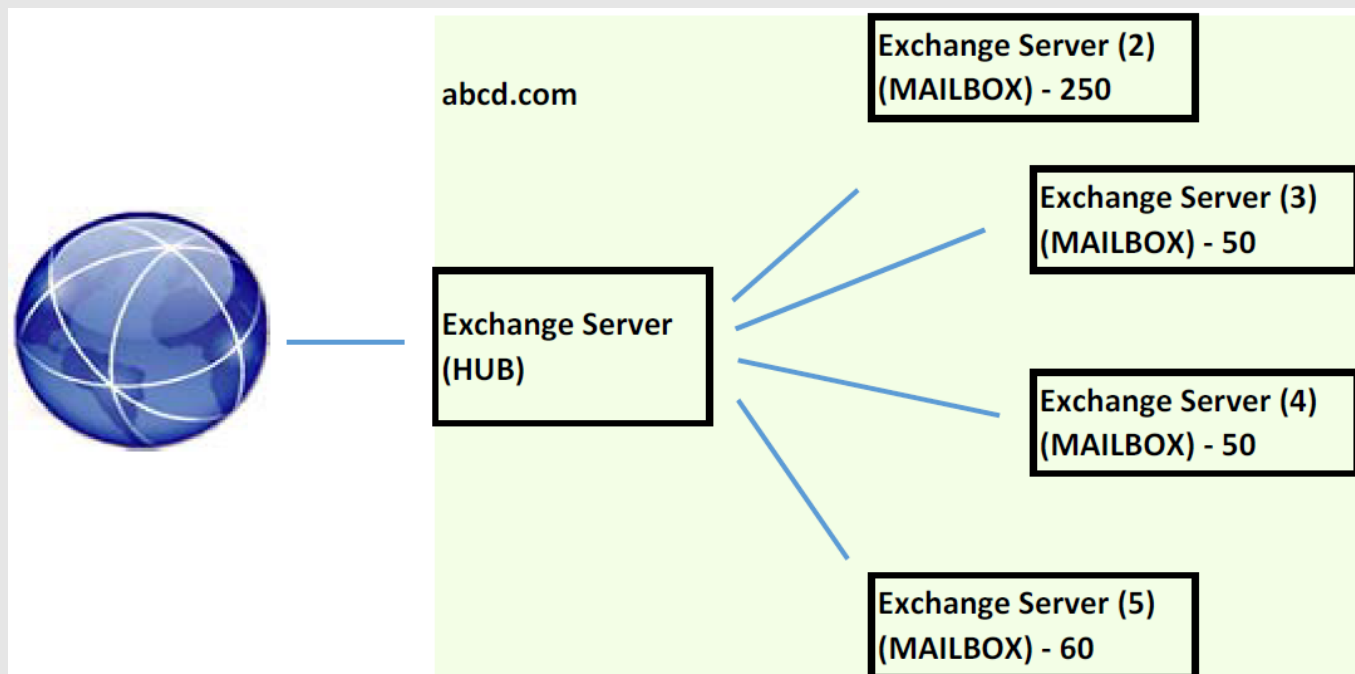 abcd.com
Exchange Server (2)
(MAILBOX) - 250
Exchange Server (3)
(MAILBOX) - 50
Exchange Server
(HUB)
Exchange Server (4)
(MAILBOX) - 50
Exchange Server (5)
(MAILBOX) - 60